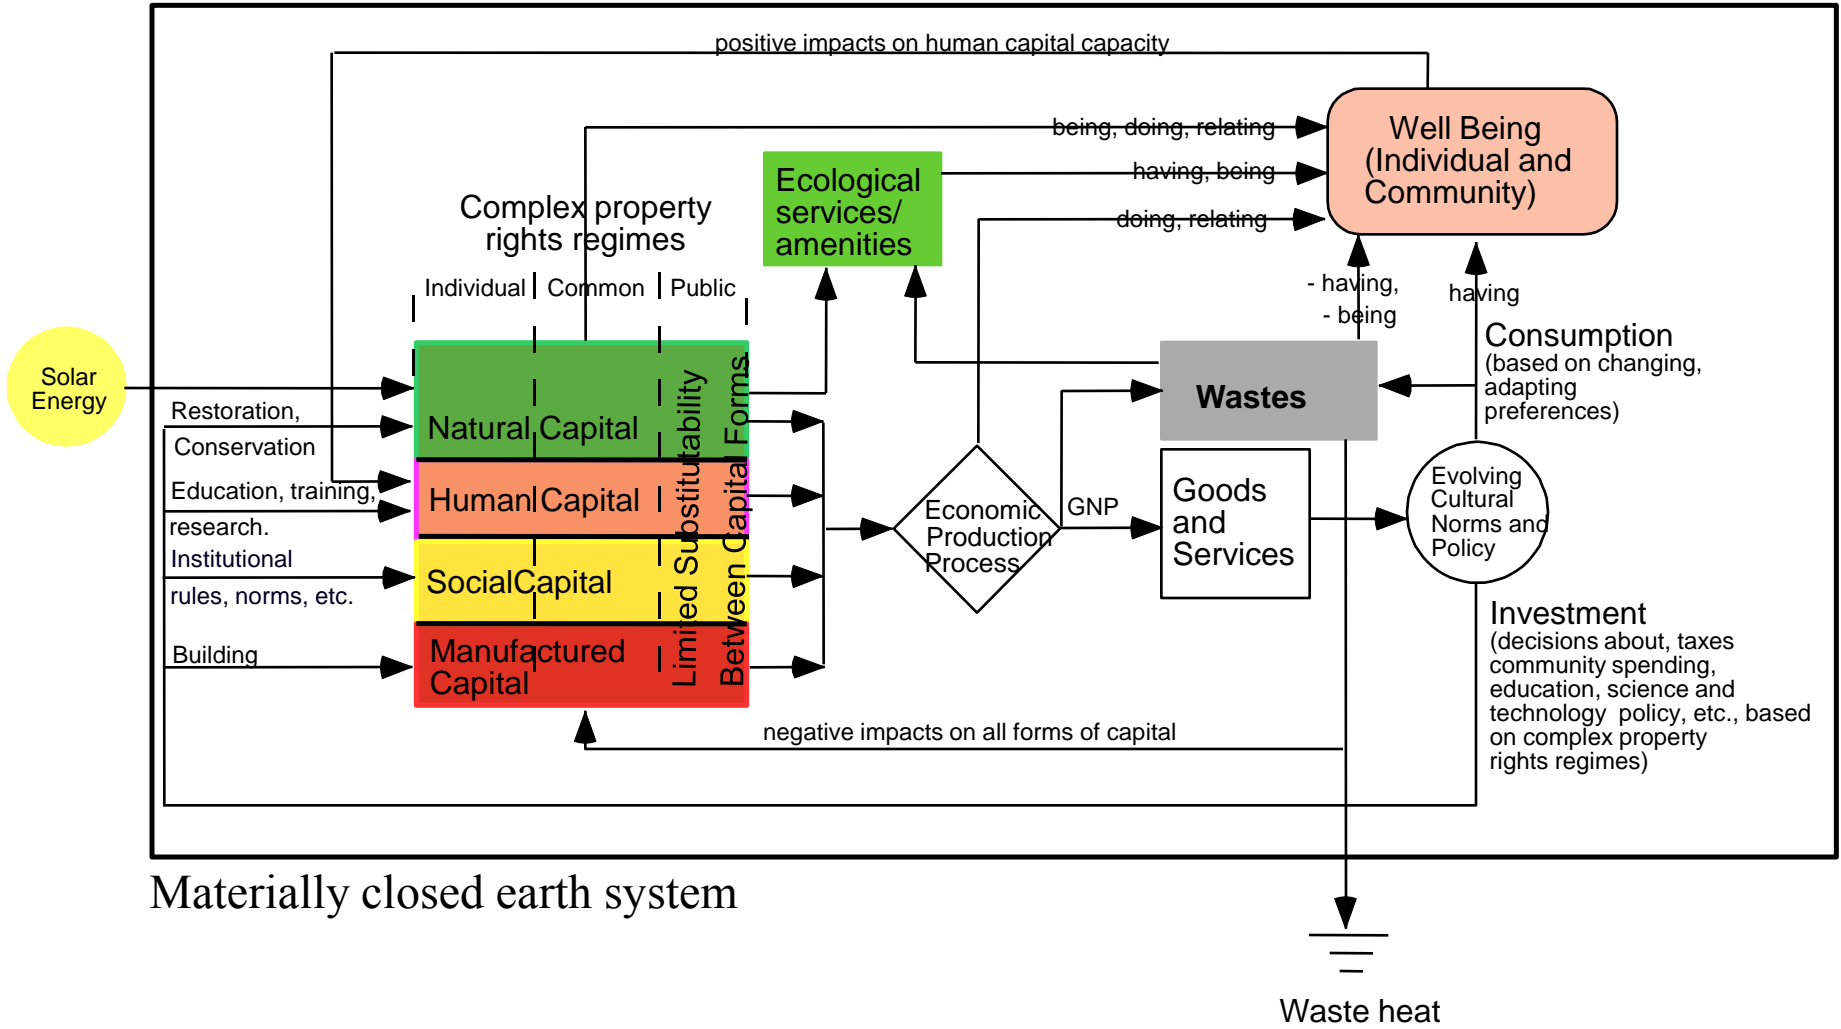 positive impacts on human capital capacity
being, doing, relating
Well Being
(Individual and
Community)
having, being
Ecological
services/
amenities
doing, relating
Complex property
rights regimes
Individual
Common
Public
- having,
- being
having
Consumption
(based on changing,
adapting
preferences)
Solar
Energy
Restoration,
Conservation
Natural Capital
Wastes
Education, training,
research.
Human Capital
Limited Substitutability
Between Capital Forms
Economic
Production
Process
GNP
Goods
and
Services
Evolving
Cultural
Norms and
Policy
Institutional
rules, norms, etc.
SocialCapital
Building
Manufactured
Capital
Investment
(decisions about, taxes
community spending,
education, science and
technology policy, etc., based
on complex property
rights regimes)
negative impacts on all forms of capital
Materially closed earth system
Waste heat